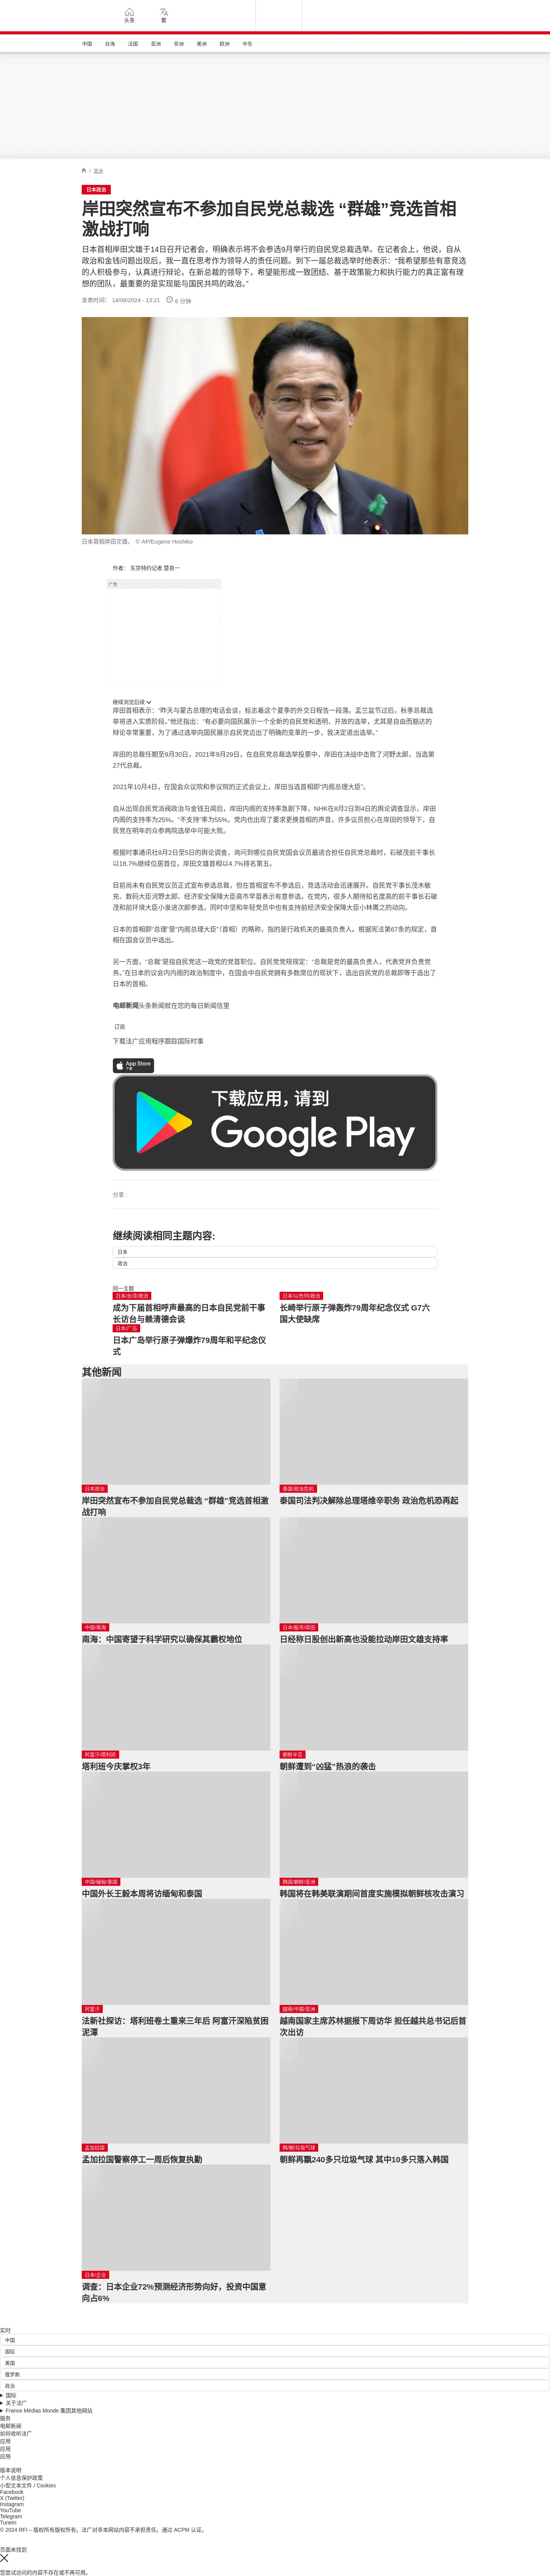 头条
繁
中国
台海
法国
亚洲
非洲
美洲
欧洲
中东
/ 亚洲
日本政治
岸田突然宣布不参加自民党总裁选 “群雄”竞选首相
激战打响
日本首相岸田文雄于14日召开记者会，明确表示将不会参选9月举行的自民党总裁选举。在记者会上，他说，自从
政治和金钱问题出现后，我一直在思考作为领导人的责任问题。到下一届总裁选举时他表示：“我希望那些有意竞选
的人积极参与，认真进行辩论，在新总裁的领导下，希望能形成一致团结、基于政策能力和执行能力的真正富有理
想的团队，最重要的是实现能与国民共鸣的政治。”
发表时间： 14/08/2024 - 13:21
6 分钟
日本首相岸田文雄。 © AP/Eugene Hoshiko
作者： 东京特约记者 楚良一
广告
继续浏览后续
岸田首相表示：“昨天与蒙古总理的电话会谈，标志着这个夏季的外交日程告一段落。盂兰盆节过后，秋季总裁选
举将进入实质阶段。”他还指出：“有必要向国民展示一个全新的自民党和透明、开放的选举，尤其是自由而豁达的
辩论非常重要，为了通过选举向国民展示自民党迈出了明确的变革的一步，我决定退出选举。”
岸田的总裁任期至9月30日，2021年9月29日，在自民党总裁选举投票中，岸田在决战中击败了河野太郎，当选第
27代总裁。
2021年10月4日，在国会众议院和参议院的正式会议上，岸田当选首相即“内阁总理大臣”。
自从出现自民党派阀政治与金钱丑闻后，岸田内阁的支持率急剧下降，NHK在8月2日到4日的舆论调查显示，岸田
内阁的支持率为25%。“不支持”率为55%，党内也出现了要求更换首相的声音，许多议员担心在岸田的领导下，自
民党在明年的众参两院选举中可能大败。
根据时事通讯社8月2日至5日的舆论调查，询问到哪位自民党国会议员最适合担任自民党总裁时，石破茂前干事长
以18.7%继续位居首位，岸田文雄首相以4.7%排名第五。
目前尚未有自民党议员正式宣布参选总裁，但在首相宣布不参选后，竞选活动会迅速展开。自民党干事长茂木敏
充、数码大臣河野太郎、经济安全保障大臣高市早苗表示有意参选，在党内，很多人期待知名度高的前干事长石破
茂和前环境大臣小泉进次郎参选，同时中坚和年轻党员中也有支持前经济安全保障大臣小林鹰之的动向。
日本的首相即“总理”是“内阁总理大臣”（首相）的略称，指的是行政机关的最高负责人。根据宪法第67条的规定，首
相在国会议员中选出。
另一方面，“总裁”是指自民党这一政党的党首职位。自民党党规规定：“总裁是党的最高负责人，代表党并负责党
务。”在日本的议会内内阁的政治制度中，在国会中自民党拥有多数席位的现状下，选出自民党的总裁即等于选出了
日本的首相。
电邮新闻头条新闻就在您的每日新闻信里
订阅
下载法广应用程序跟踪国际时事
App Store
下载
下载应用，请到
Google Play
分享 :
继续阅读相同主题内容:
日本
政治
同一主题
日本/台湾/政治
成为下届首相呼声最高的日本自民党前干事
长访台与赖清德会谈
日本/以色列/政治
长崎举行原子弹轰炸79周年纪念仪式 G7六
国大使缺席
日本/广岛
日本广岛举行原子弹爆炸79周年和平纪念仪
式
其他新闻
日本政治
岸田突然宣布不参加自民党总裁选 “群雄”竞选首相激
战打响
泰国/政治危机
泰国司法判决解除总理塔维辛职务 政治危机恐再起
中国/南海
南海：中国寄望于科学研究以确保其霸权地位
日本/股市/岸田
日经称日股创出新高也没能拉动岸田文雄支持率
阿富汗/塔利班
塔利班今庆掌权3年
朝鲜半岛
朝鲜遭到“凶猛”热浪的袭击
中国/缅甸/泰国
中国外长王毅本周将访缅甸和泰国
韩国/朝鲜/亚洲
韩国将在韩美联演期间首度实施模拟朝鲜核攻击演习
阿富汗
法新社探访：塔利班卷土重来三年后 阿富汗深陷贫困
泥潭
越南/中国/亚洲
越南国家主席苏林据报下周访华 担任越共总书记后首
次出访
孟加拉国
孟加拉国警察停工一周后恢复执勤
韩/朝/垃圾气球
朝鲜再飘240多只垃圾气球 其中10多只落入韩国
日本/企业
调查：日本企业72%预测经济形势向好，投资中国意
向占6%
实时
中国
国际
美国
俄罗斯
政治
国际
关于法广
France Médias Monde 集团其他网站
服务
电邮新闻
如何收听法广
应用
应用
应用
版本说明
个人信息保护政策
小型文本文件 / Cookies
Facebook
X (Twitter)
Instagram
YouTube
Telegram
TuneIn
© 2024 RFI – 版权所有版权所有。法广对非本网站内容不承担责任。通过 ACPM 认证。
页面未找到
您尝试访问的内容不存在或不再可用。